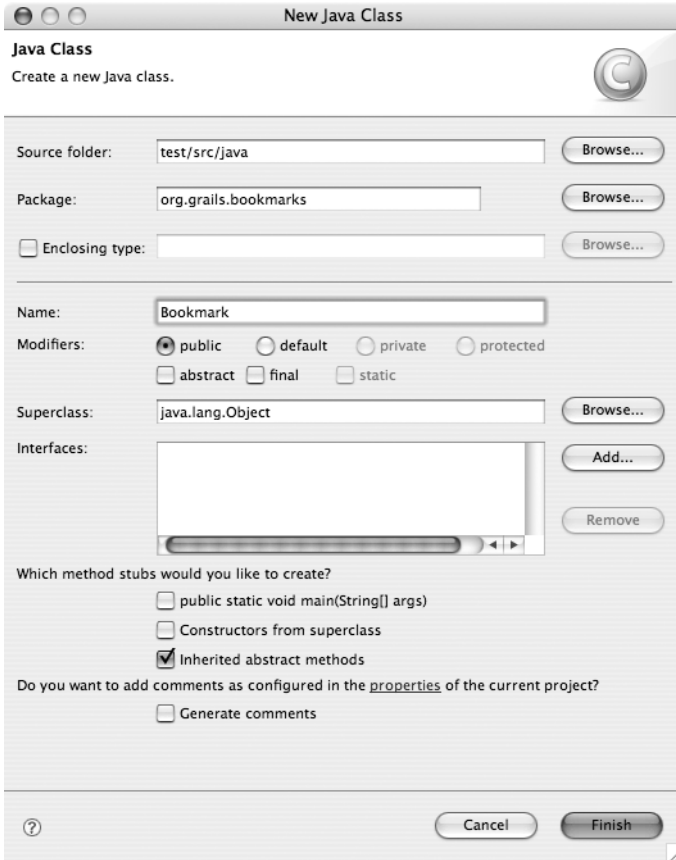 New Java Class
Java Class
Create a new Java class.
C
Source folder: test/src/java Browse...
Package: org.grails.bookmarks Browse...
Enclosing type: Browse...
Name: Bookmark
Modifiers: public default private protected
abstract final static
Superclass: java.lang.Object Browse...
Interfaces: Add...
Remove
Which method stubs would you like to create?
public static void main(String[] args)
Constructors from superclass
Inherited abstract methods
Do you want to add comments as configured in the properties of the current project?
Generate comments
? Cancel Finish